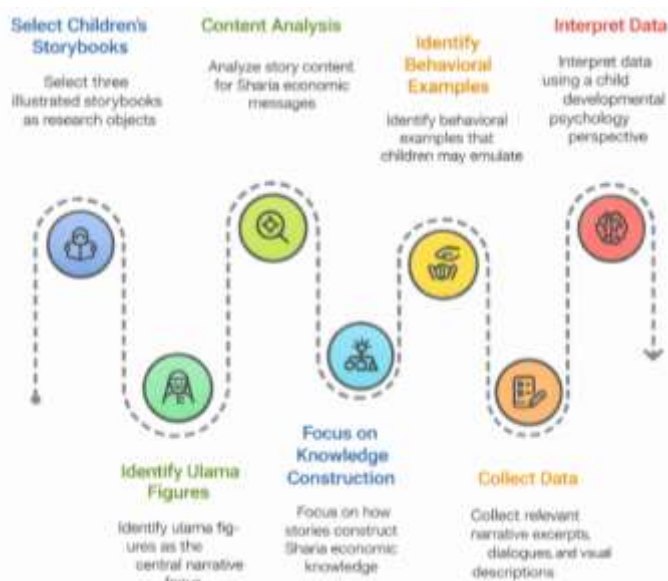 Select Children's
Storybooks
Select three
illustrated storybooks
as research objects
Identify Ulama
Figures
Identify ulama fig-
ures as the
central narrative
Content Analysis
Analyze story content
for Sharia economic
messages
Focus on
Knowledge
Construction
Focus on how
stories construct
Sharia economic
knowledge
Identify
Behavioral
Examples
Identify behavioral
examples that
children may emulate
Collect Data
Collect relevant
narrative excerpts,
dialogues, and visual
descriptions
Interpret Data
Interpret data
using a child
developmental
psychology
perspective